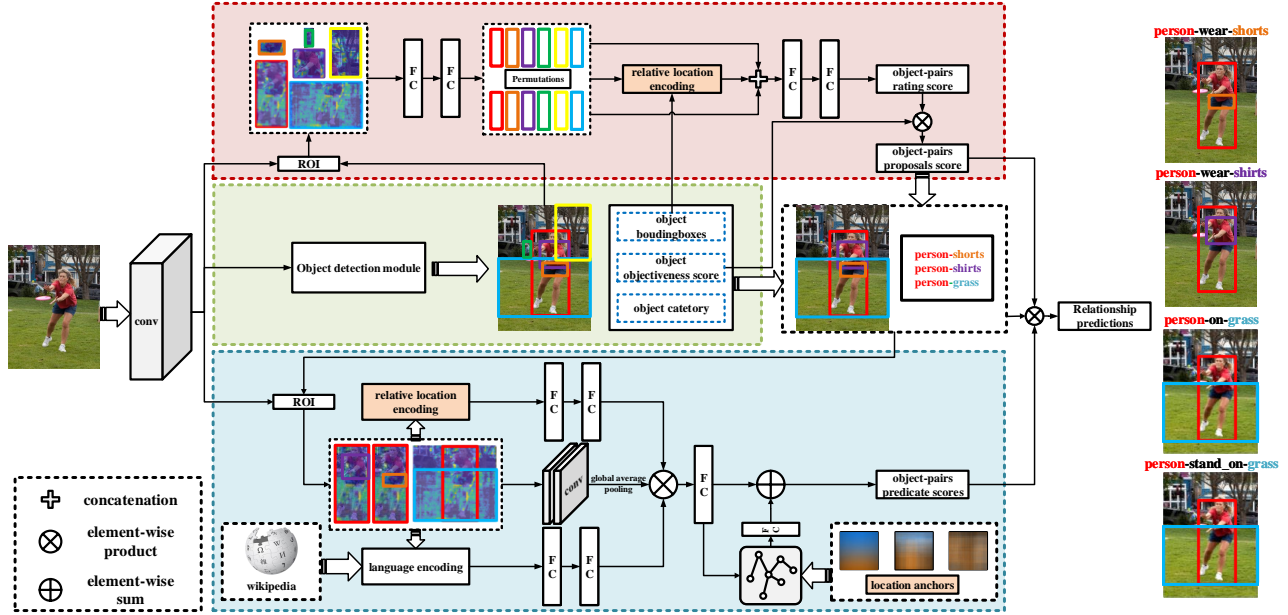 F
C
F
C
Permutations
relative location
encoding
F
C
F
C
object-pairs
rating score
object-pairs
proposals score
ROI
person-wear-shorts
person-wear-shirts
person-on-grass
person-stand_on-grass
conv
Object detection module
object
boudingboxes
object
objectiveness score
object catetory
person-shorts
person-shirts
person-grass
Relationship
predictions
ROI
relative location
encoding
F
C
F
C
conv
global average
pooling
F
C
object-pairs
predicate scores
F
C
wikipedia
language encoding
F
C
F
C
location anchors
concatenation
element-wise
product
element-wise
sum